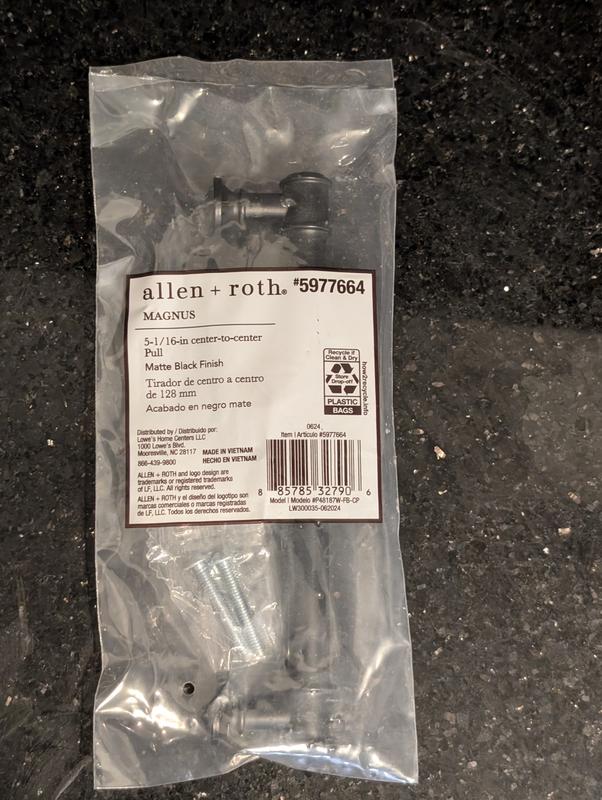 allen + roth® #5977664
MAGNUS
5-1/16-in center-to-center
Pull
Matte Black Finish
Tirador de centro a centro
de 128 mm
Acabado en negro mate
Recycle if
Clean & Dry
Store
Drop-off
PLASTIC
BAGS
how2recycle.info
Distributed by / Distribuido por:
Lowe's Home Centers LLC
1000 Lowe's Blvd.
Mooresville, NC 28117
866-439-9800
MADE IN VIETNAM
HECHO EN VIETNAM
ALLEN + ROTH and logo design are
trademarks or registered trademarks
of LF, LLC. All rights reserved.
ALLEN + ROTH y el diseño del logotipo son
marcas comerciales o marcas registradas
de LF, LLC. Todos los derechos reservados.
0624
Item | Artículo #5977664
8 85785 32790 6
Model | Modelo #P48187W-FB-CP
LW300035-062024